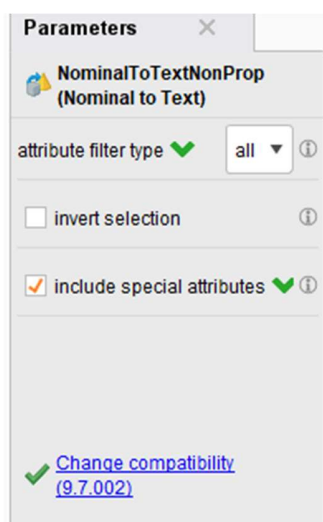 Parameters
NominalToTextNonProp
(Nominal to Text)
attribute filter type
all
invert selection
include special attributes
Change compatibility
(9.7.002)